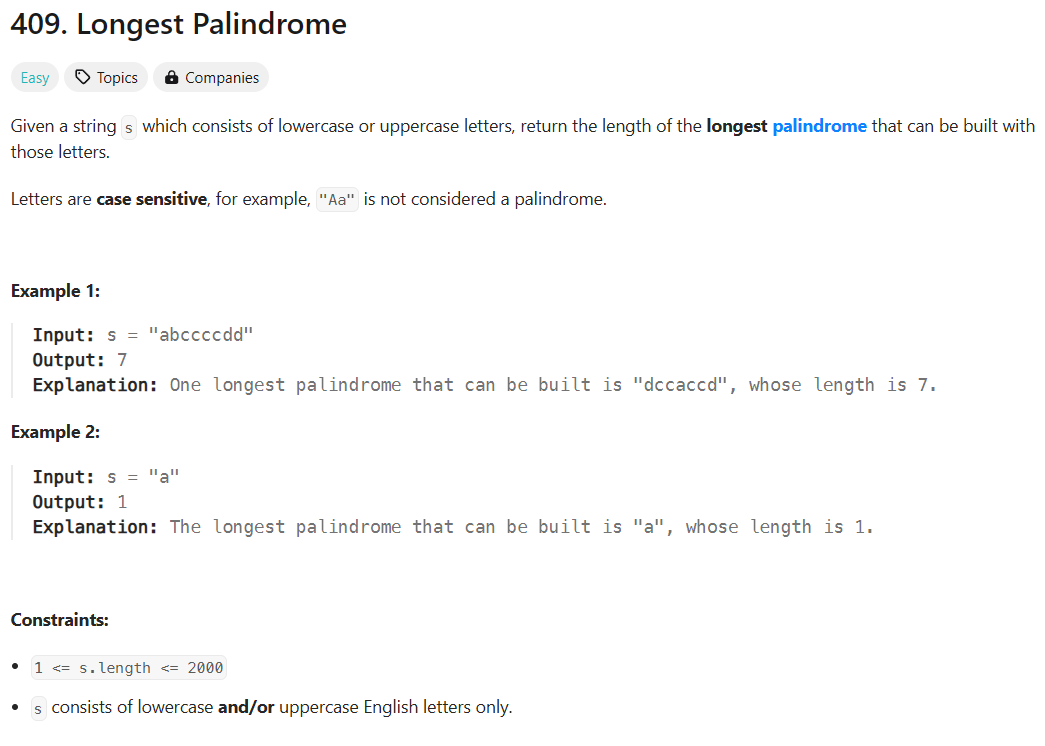 409. Longest Palindrome
Easy Topics Companies
Given a string s which consists of lowercase or uppercase letters, return the length of the longest palindrome that can be built with
those letters.
Letters are case sensitive, for example, "Aa" is not considered a palindrome.
Example 1:
Input: s = "abccccdd"
Output: 7
Explanation: One longest palindrome that can be built is "dccaccd", whose length is 7.
Example 2:
Input: s = "a"
Output: 1
Explanation: The longest palindrome that can be built is "a", whose length is 1.
Constraints:
• 1 <= s.length <= 2000
• s consists of lowercase and/or uppercase English letters only.